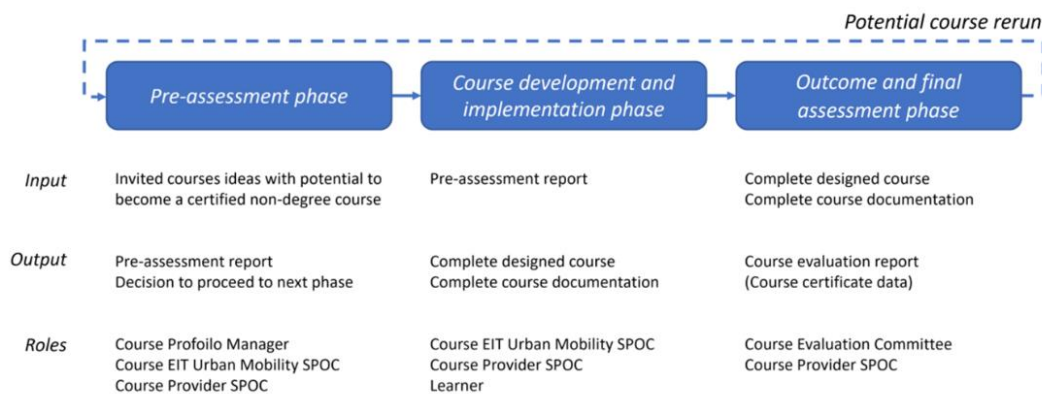 Potential course rerun
Pre-assessment phase
Course development and
implementation phase
Outcome and final
assessment phase
Input
Invited courses ideas with potential to
become a certified non-degree course
Pre-assessment report
Complete designed course
Complete course documentation
Output
Pre-assessment report
Decision to proceed to next phase
Complete designed course
Complete course documentation
Course evaluation report
(Course certificate data)
Roles
Course Profoilo Manager
Course EIT Urban Mobility SPOC
Course Provider SPOC
Course EIT Urban Mobility SPOC
Course Provider SPOC
Learner
Course Evaluation Committee
Course Provider SPOC